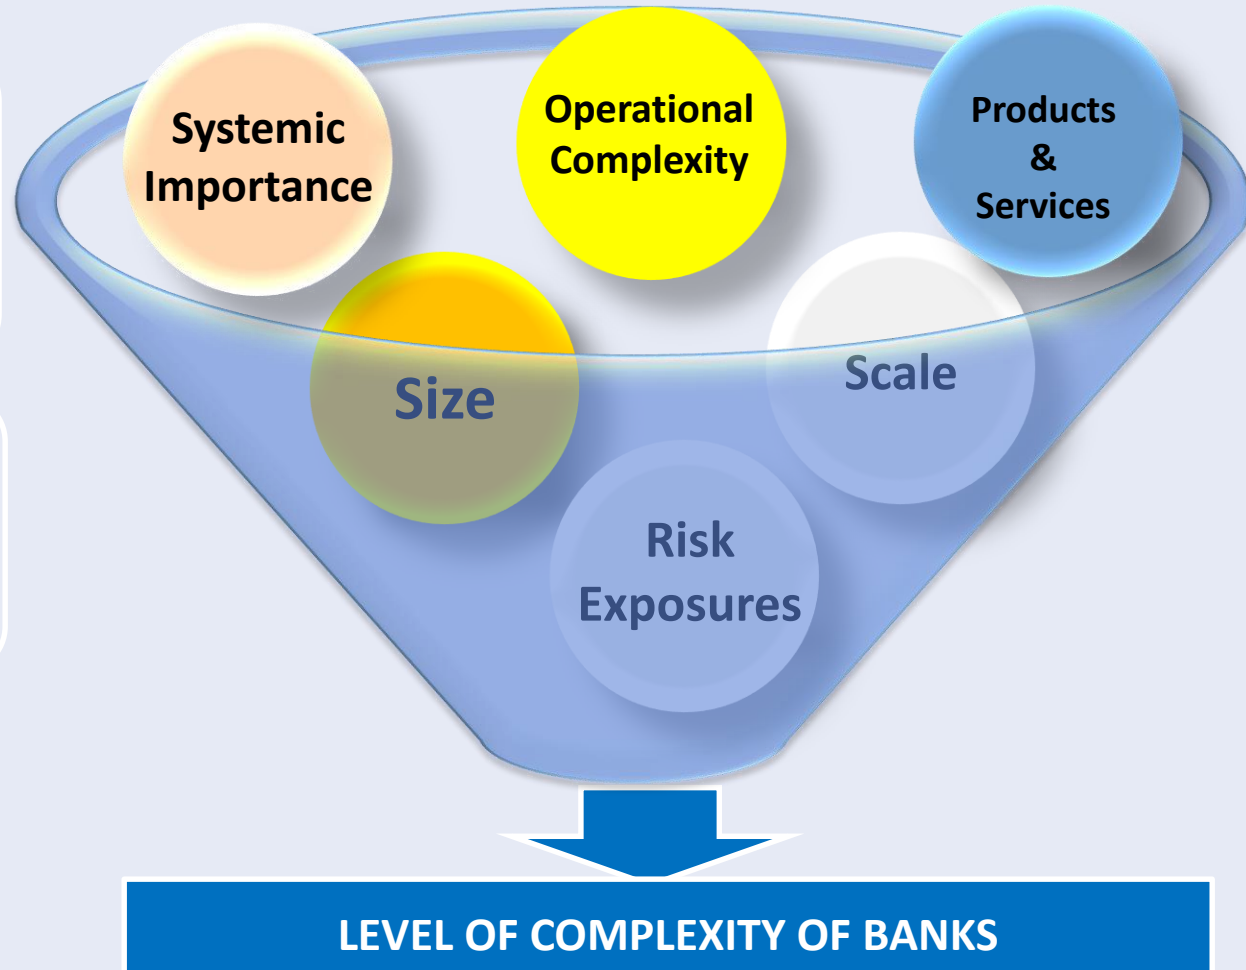 Systemic
Importance
Operational
Complexity
Products
&
Services
Size
Scale
Risk
Exposures
LEVEL OF COMPLEXITY OF BANKS